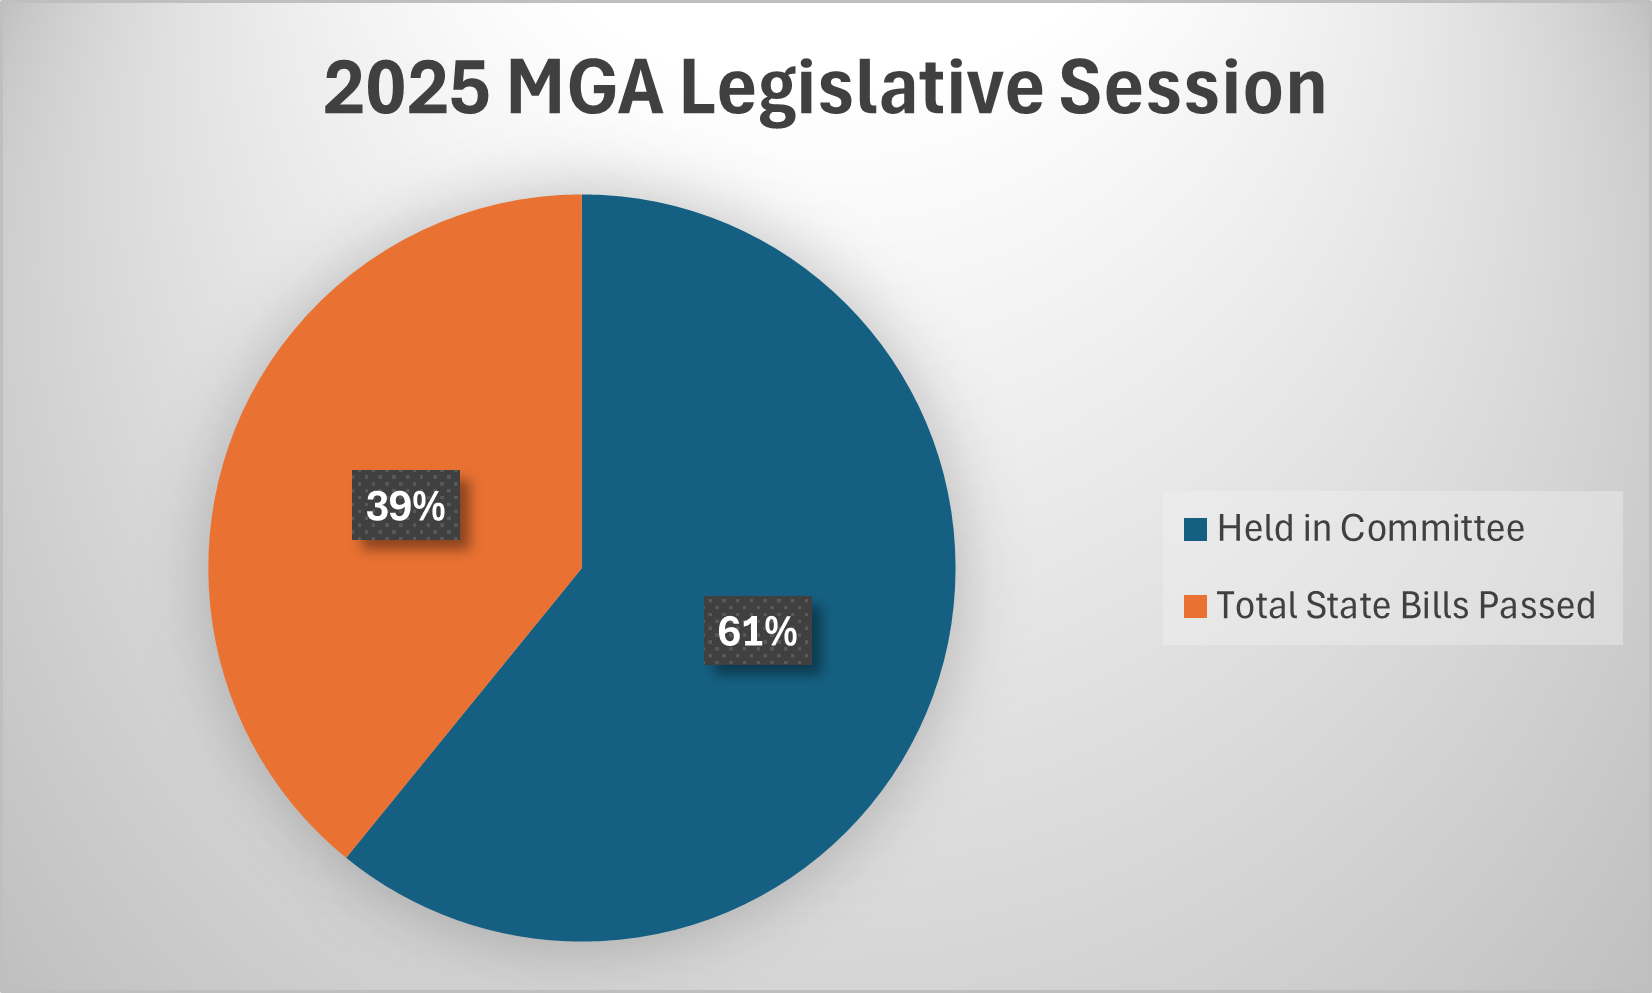 2025 MGA Legislative Session
39%
61%
Held in Committee
Total State Bills Passed